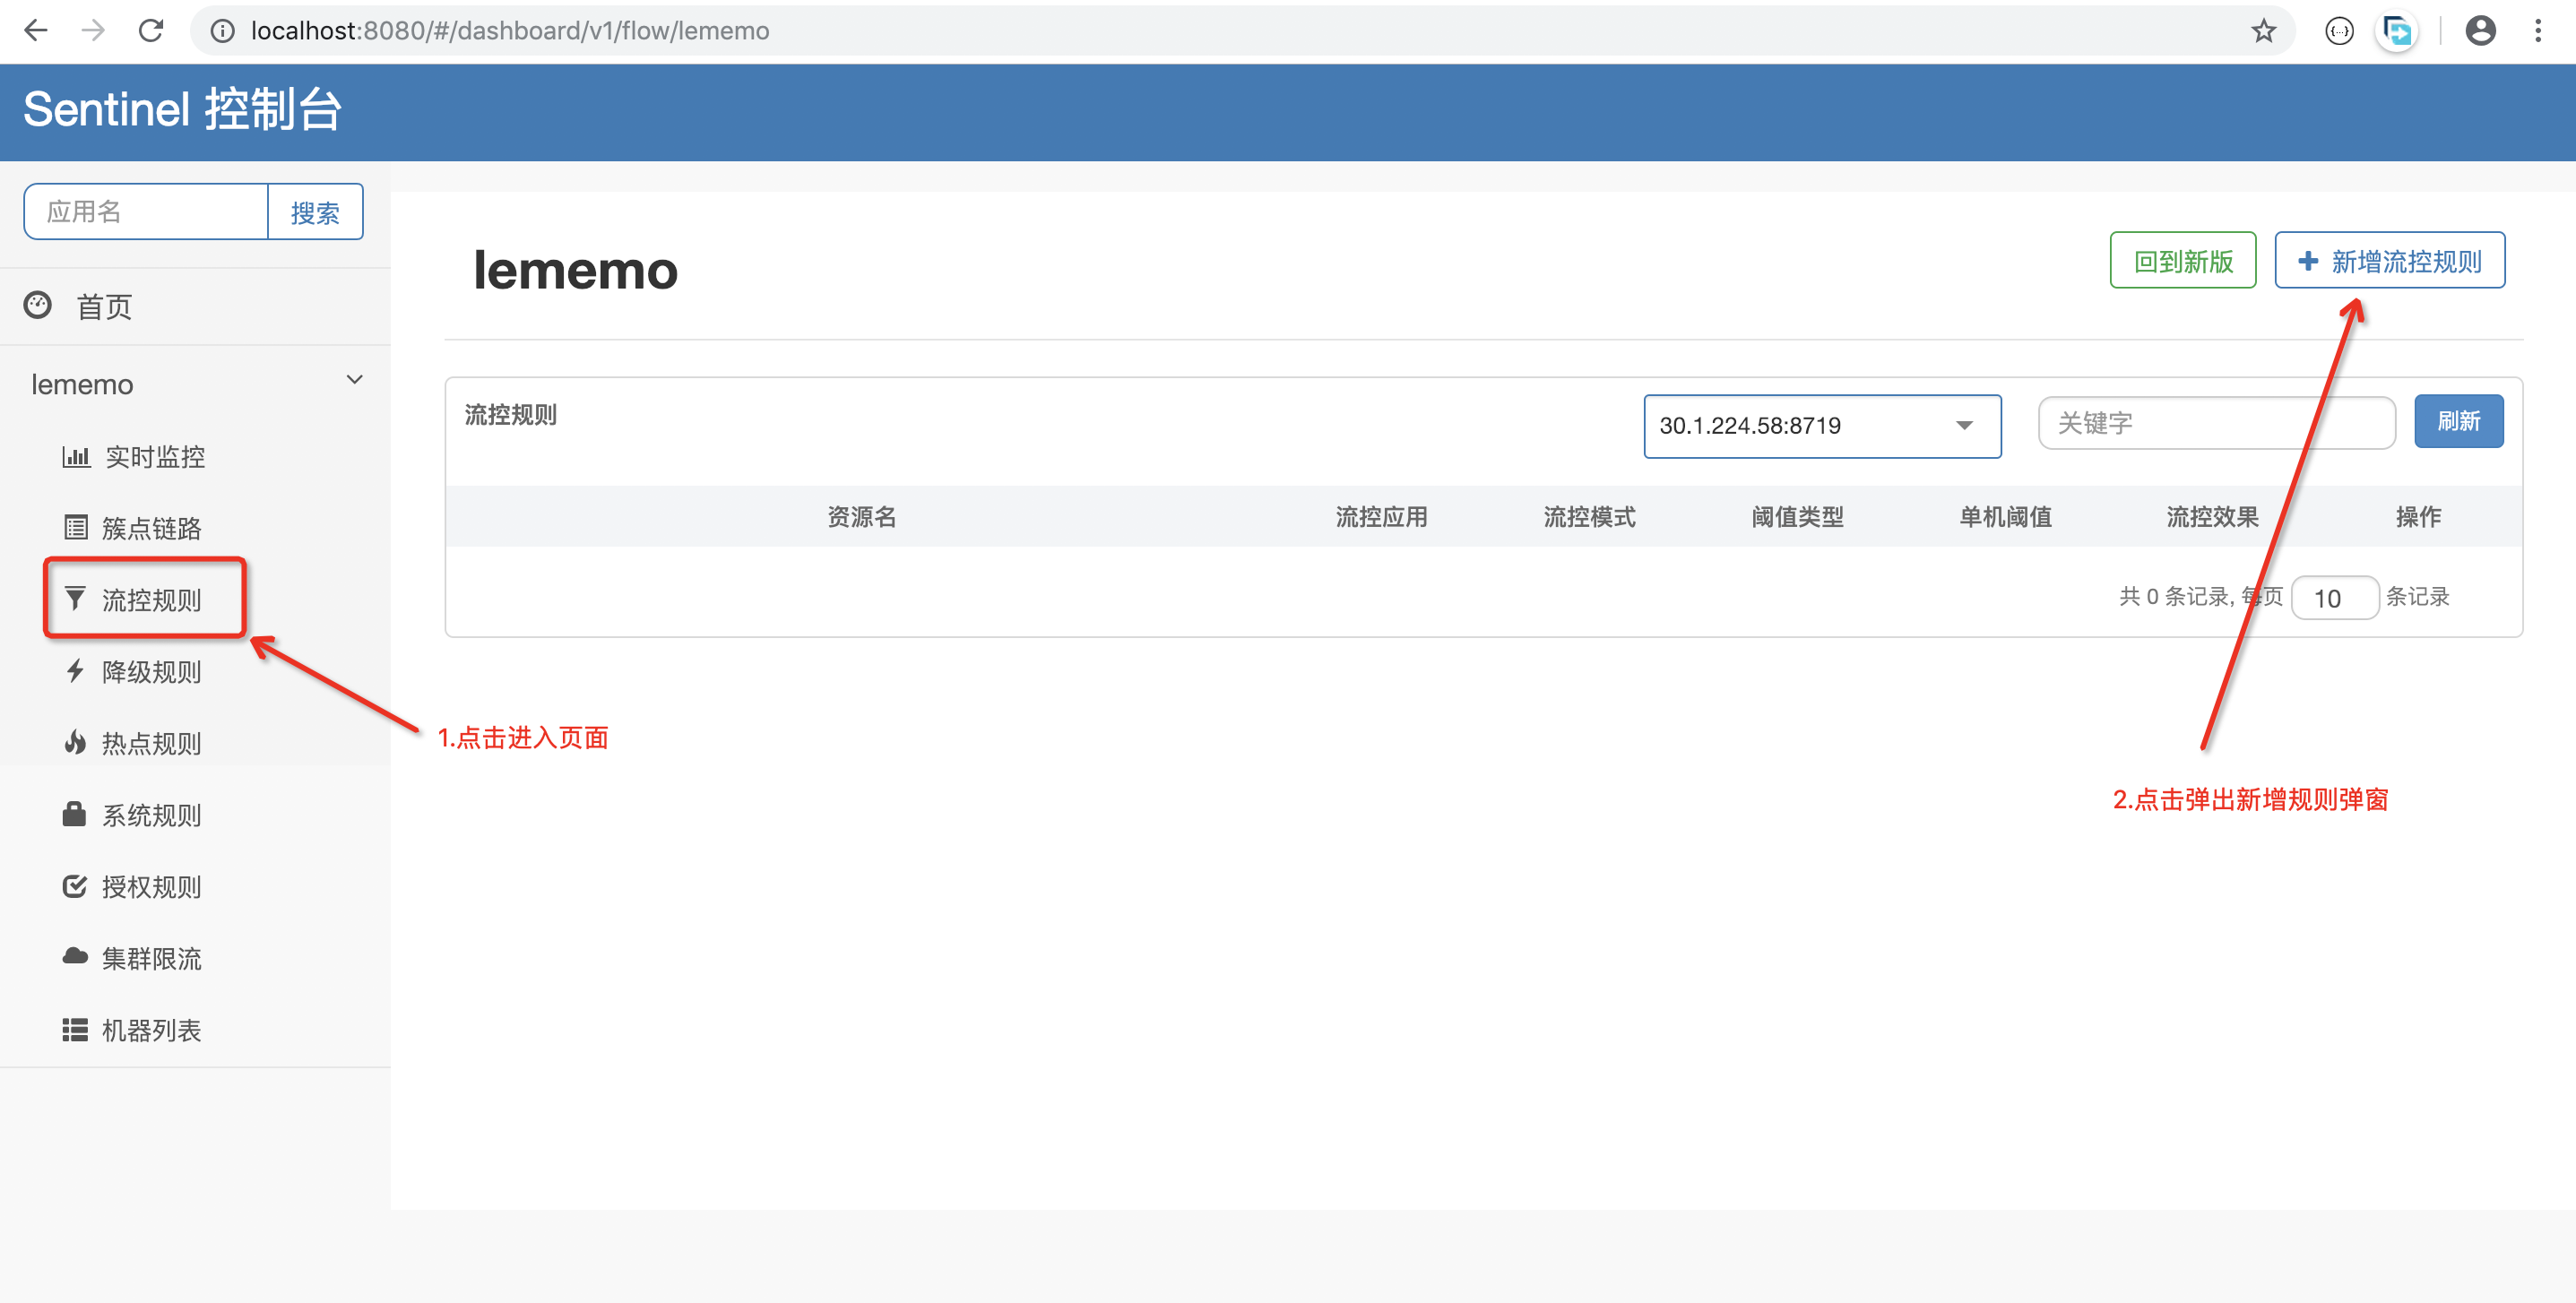 localhost:8080/#/dashboard/v1/flow/lememo
Sentinel 控制台
应用名
搜索
首页
lememo
实时监控
簇点链路
流控规则
降级规则
热点规则
系统规则
授权规则
集群限流
机器列表
lememo
回到新版
新增流控规则
流控规则
30.1.224.58:8719
关键字
刷新
资源名 流控应用 流控模式 阈值类型 单机阈值 流控效果 操作
共 0 条记录, 每页 10 条记录
1.点击进入页面
2.点击弹出新增规则弹窗